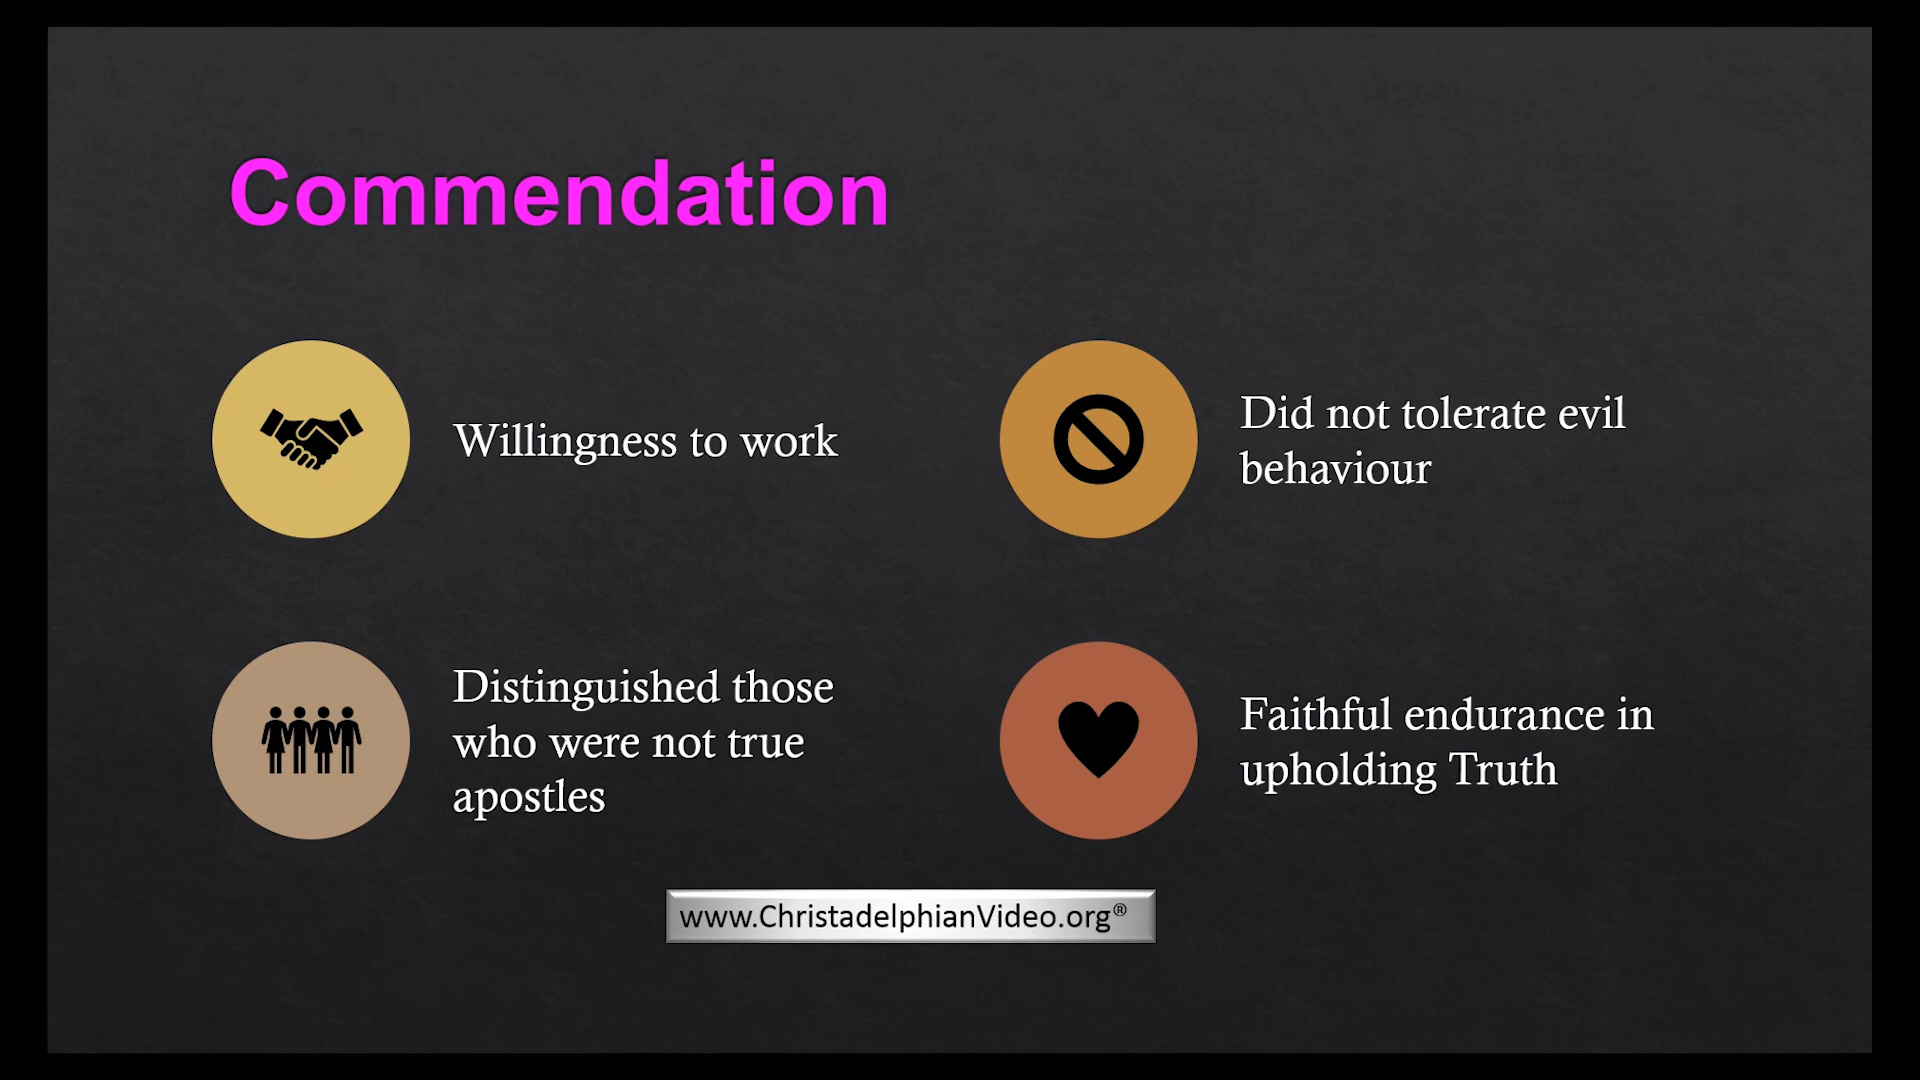 Commendation
Willingness to work
Did not tolerate evil
behaviour
Distinguished those
who were not true
apostles
Faithful endurance in
upholding Truth
www.ChristadelphianVideo.org®